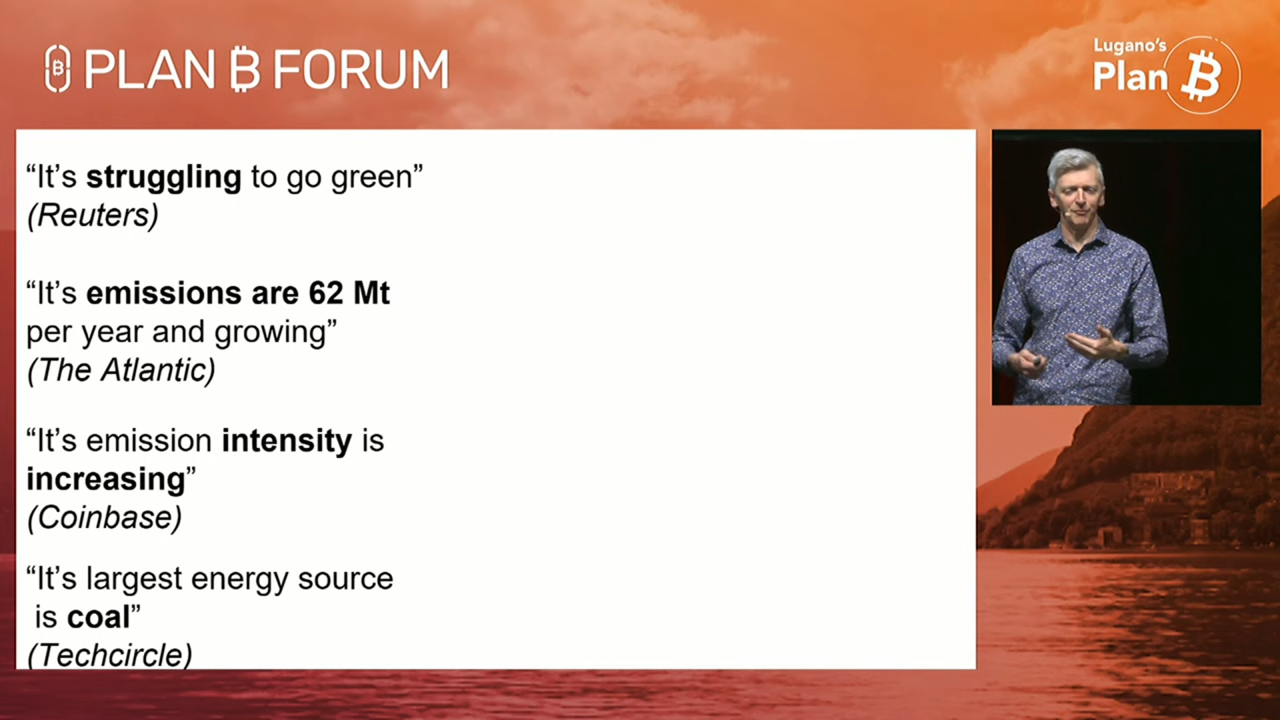 PLAN ₿ FORUM
Lugano's
Plan ₿
“It’s struggling to go green”
(Reuters)
“It’s emissions are 62 Mt
per year and growing”
(The Atlantic)
“It’s emission intensity is
increasing”
(Coinbase)
“It’s largest energy source
is coal”
(Techcircle)